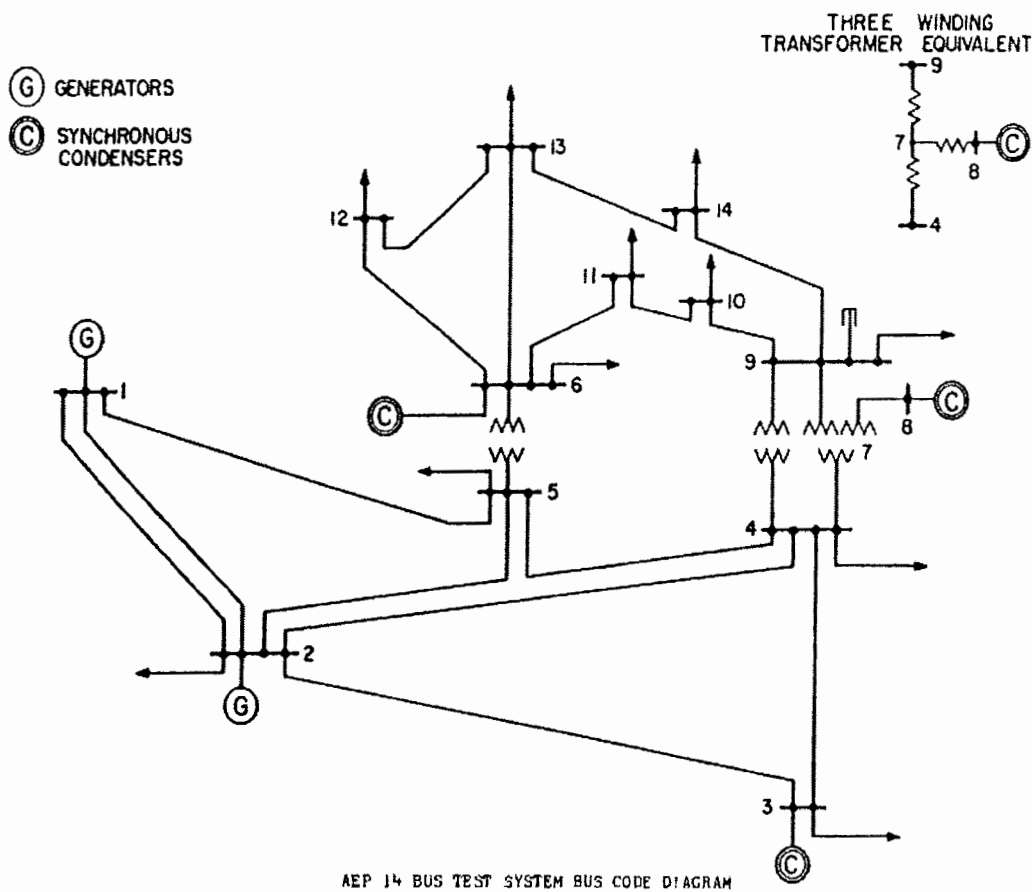 THREE WINDING
TRANSFORMER EQUIVALENT
9
7
C
8
4
G GENERATORS
C SYNCHRONOUS
CONDENSERS
13
14
12
11
10
G
1
9
6
C
C
8
7
5
4
2
G
3
C
AEP 14 BUS TEST SYSTEM BUS CODE DIAGRAM